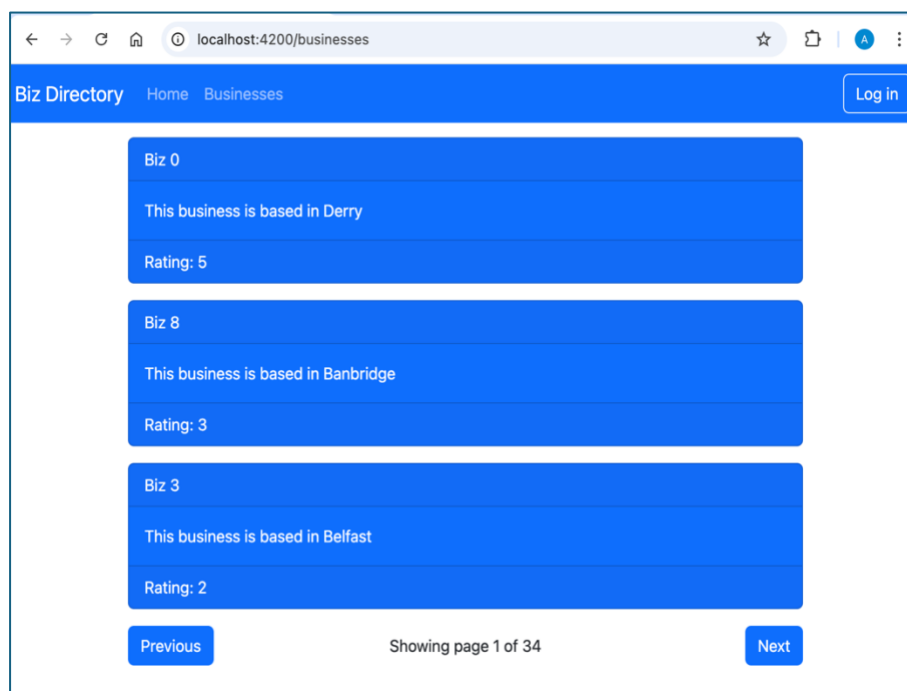 localhost:4200/businesses
A
Biz Directory Home Businesses Log in
Biz 0
This business is based in Derry
Rating: 5
Biz 8
This business is based in Banbridge
Rating: 3
Biz 3
This business is based in Belfast
Rating: 2
Previous Showing page 1 of 34 Next